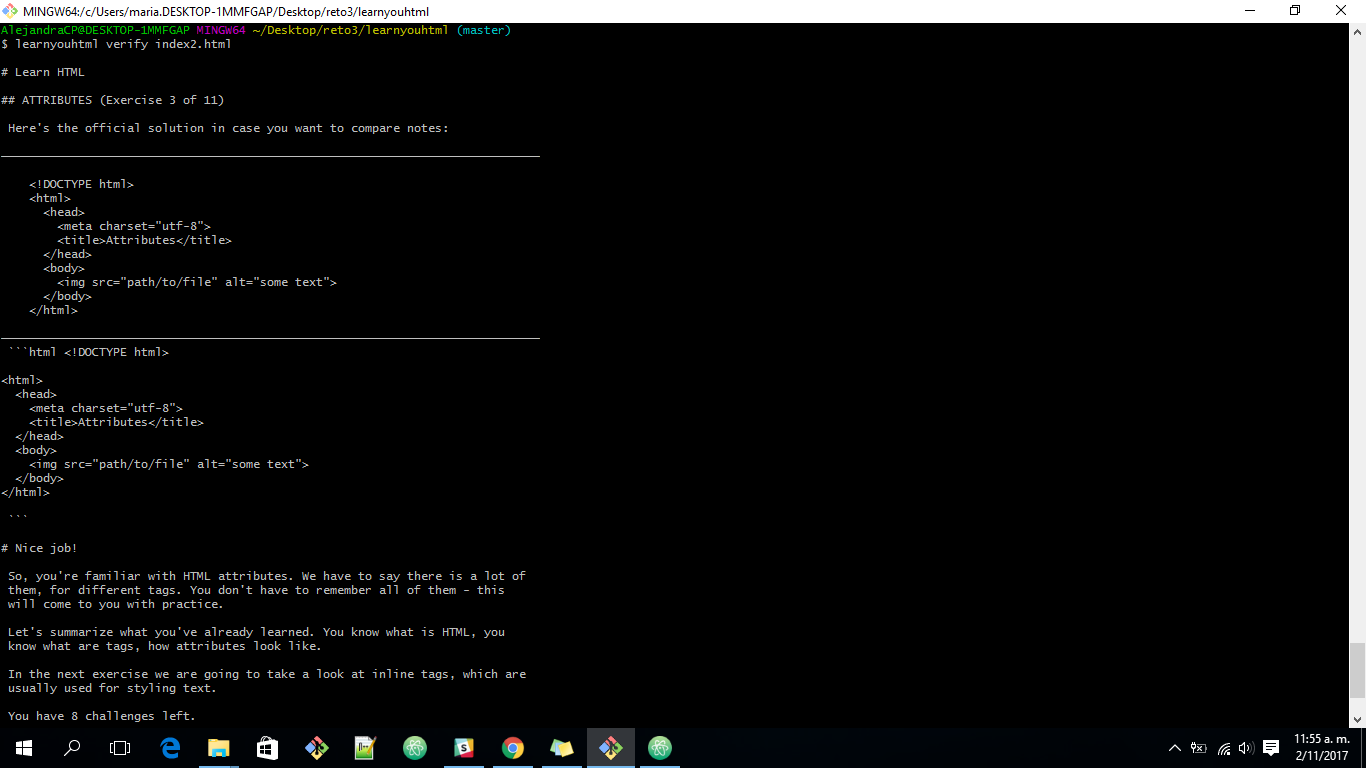 MINGW64:/c/Users/maria.DESKTOP-1MMFGAP/Desktop/reto3/learnyouhtml
AlejandraCP@DESKTOP-1MMFGAP MINGW64 ~/Desktop/reto3/learnyouhtml (master)
$ learnyouhtml verify index2.html
# Learn HTML
## ATTRIBUTES (Exercise 3 of 11)
Here's the official solution in case you want to compare notes:
<!DOCTYPE html>
<html>
<head>
<meta charset="utf-8">
<title>Attributes</title>
</head>
<body>
<img src="path/to/file" alt="some text">
</body>
</html>
```html <!DOCTYPE html>
<html>
<head>
<meta charset="utf-8">
<title>Attributes</title>
</head>
<body>
<img src="path/to/file" alt="some text">
</body>
</html>
```
# Nice job!
So, you're familiar with HTML attributes. We have to say there is a lot of
them, for different tags. You don't have to remember all of them - this
will come to you with practice.
Let's summarize what you've already learned. You know what is HTML, you
know what are tags, how attributes look like.
In the next exercise we are going to take a look at inline tags, which are
usually used for styling text.
You have 8 challenges left.
11:55 a. m.
2/11/2017